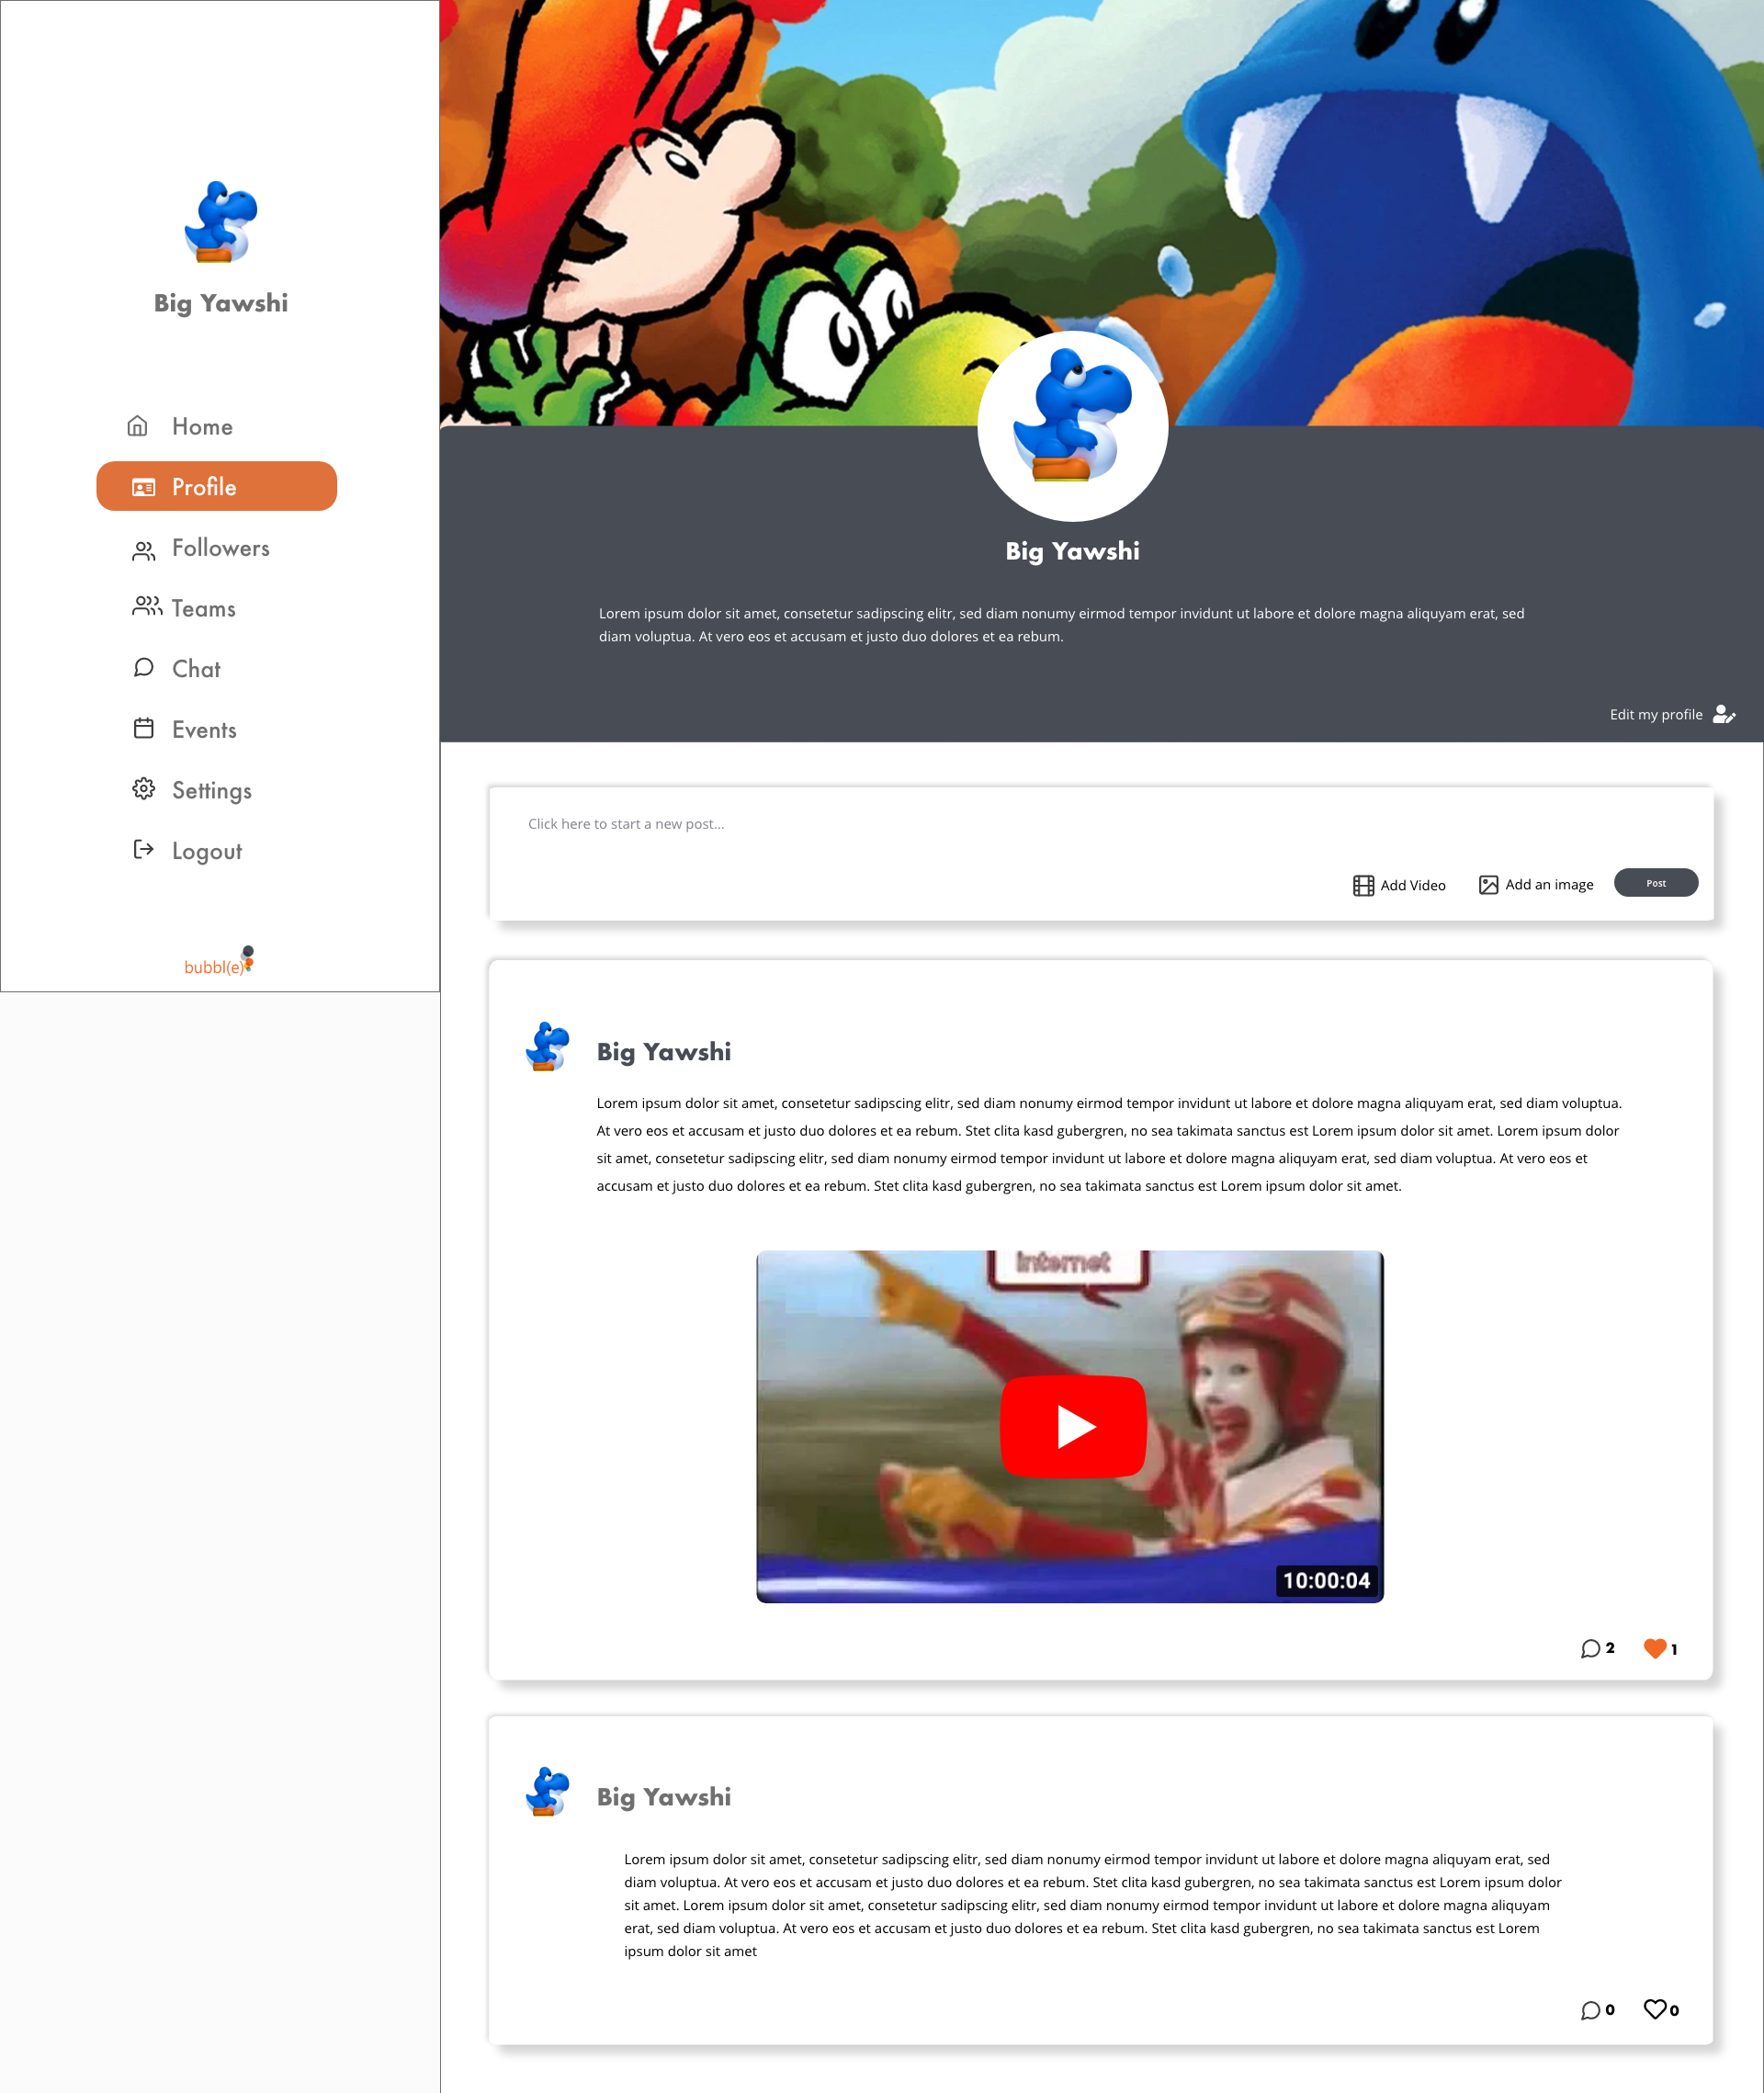 Big Yawshi
Home
Profile
Followers
Teams
Chat
Events
Settings
Logout
bubbl(e)
Big Yawshi
Lorem ipsum dolor sit amet, consetetur sadipscing elitr, sed diam nonumy eirmod tempor invidunt ut labore et dolore magna aliquyam erat, sed
diam voluptua. At vero eos et accusam et justo duo dolores et ea rebum.
Edit my profile
Click here to start a new post...
Add Video
Add an image
Post
Big Yawshi
Lorem ipsum dolor sit amet, consetetur sadipscing elitr, sed diam nonumy eirmod tempor invidunt ut labore et dolore magna aliquyam erat, sed diam voluptua.
At vero eos et accusam et justo duo dolores et ea rebum. Stet clita kasd gubergren, no sea takimata sanctus est Lorem ipsum dolor sit amet. Lorem ipsum dolor
sit amet, consetetur sadipscing elitr, sed diam nonumy eirmod tempor invidunt ut labore et dolore magna aliquyam erat, sed diam voluptua. At vero eos et
accusam et justo duo dolores et ea rebum. Stet clita kasd gubergren, no sea takimata sanctus est Lorem ipsum dolor sit amet.
internet
10:00:04
2
1
Big Yawshi
Lorem ipsum dolor sit amet, consetetur sadipscing elitr, sed diam nonumy eirmod tempor invidunt ut labore et dolore magna aliquyam erat, sed
diam voluptua. At vero eos et accusam et justo duo dolores et ea rebum. Stet clita kasd gubergren, no sea takimata sanctus est Lorem ipsum dolor
sit amet. Lorem ipsum dolor sit amet, consetetur sadipscing elitr, sed diam nonumy eirmod tempor invidunt ut labore et dolore magna aliquyam
erat, sed diam voluptua. At vero eos et accusam et justo duo dolores et ea rebum. Stet clita kasd gubergren, no sea takimata sanctus est Lorem
ipsum dolor sit amet
0
0